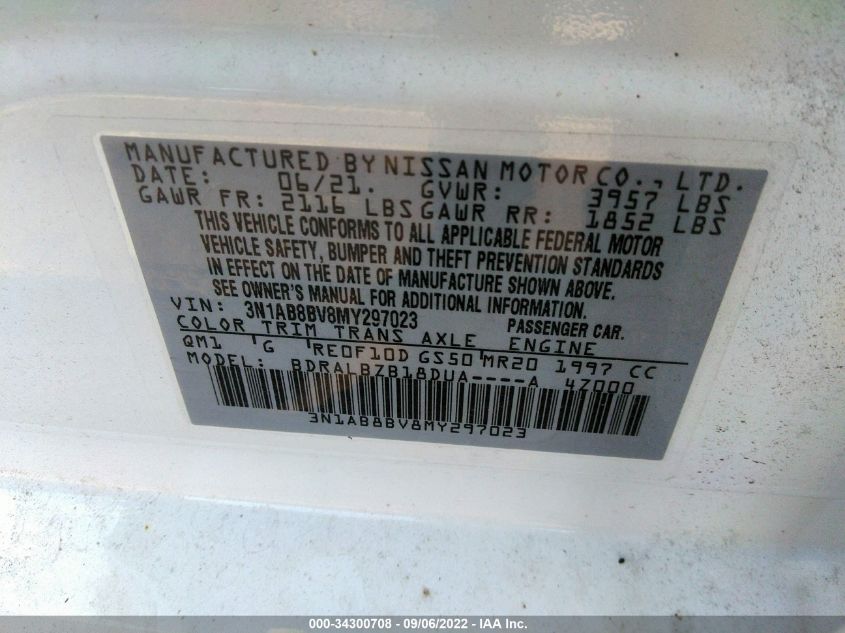 MANUFACTURED BY NISSAN MOTOR CO., LTD.
DATE: 06/21. GVWR: 3957 LBS
GAWR FR: 2116 LBS GAWR RR: 1852 LBS
THIS VEHICLE CONFORMS TO ALL APPLICABLE FEDERAL MOTOR
VEHICLE SAFETY, BUMPER AND THEFT PREVENTION STANDARDS
IN EFFECT ON THE DATE OF MANUFACTURE SHOWN ABOVE.
SEE OWNER'S MANUAL FOR ADDITIONAL INFORMATION.
VIN: 3N1AB8BV8MY297023 PASSENGER CAR.
COLOR TRIM TRANS AXLE ENGINE
QM1 G RE0F10D GS50 MR20 1997 CC
MODEL: BDRALBZB18DUA----A 4Z000
3N1AB8BV8MY297023
000-34300708 - 09/06/2022 - IAA Inc.